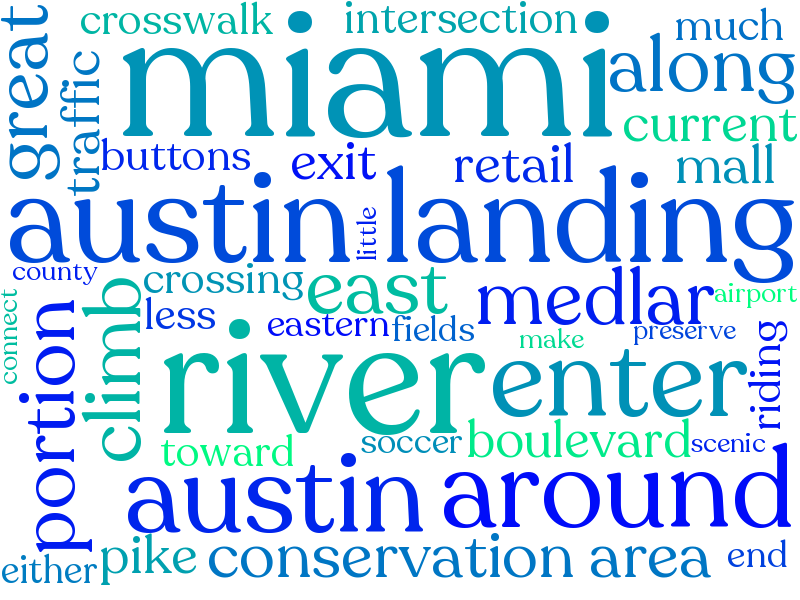 crosswalk
intersection
much
great
traffic
miami
along
current
buttons
exit
retail
mall
austin
little
landing
county
crossing
east
medlar
airport
connect
portion
climb
less
eastern
fields
make
preserve
riding
river
enter
toward
soccer
boulevard
scenic
austin
around
either
pike
conservation area
end